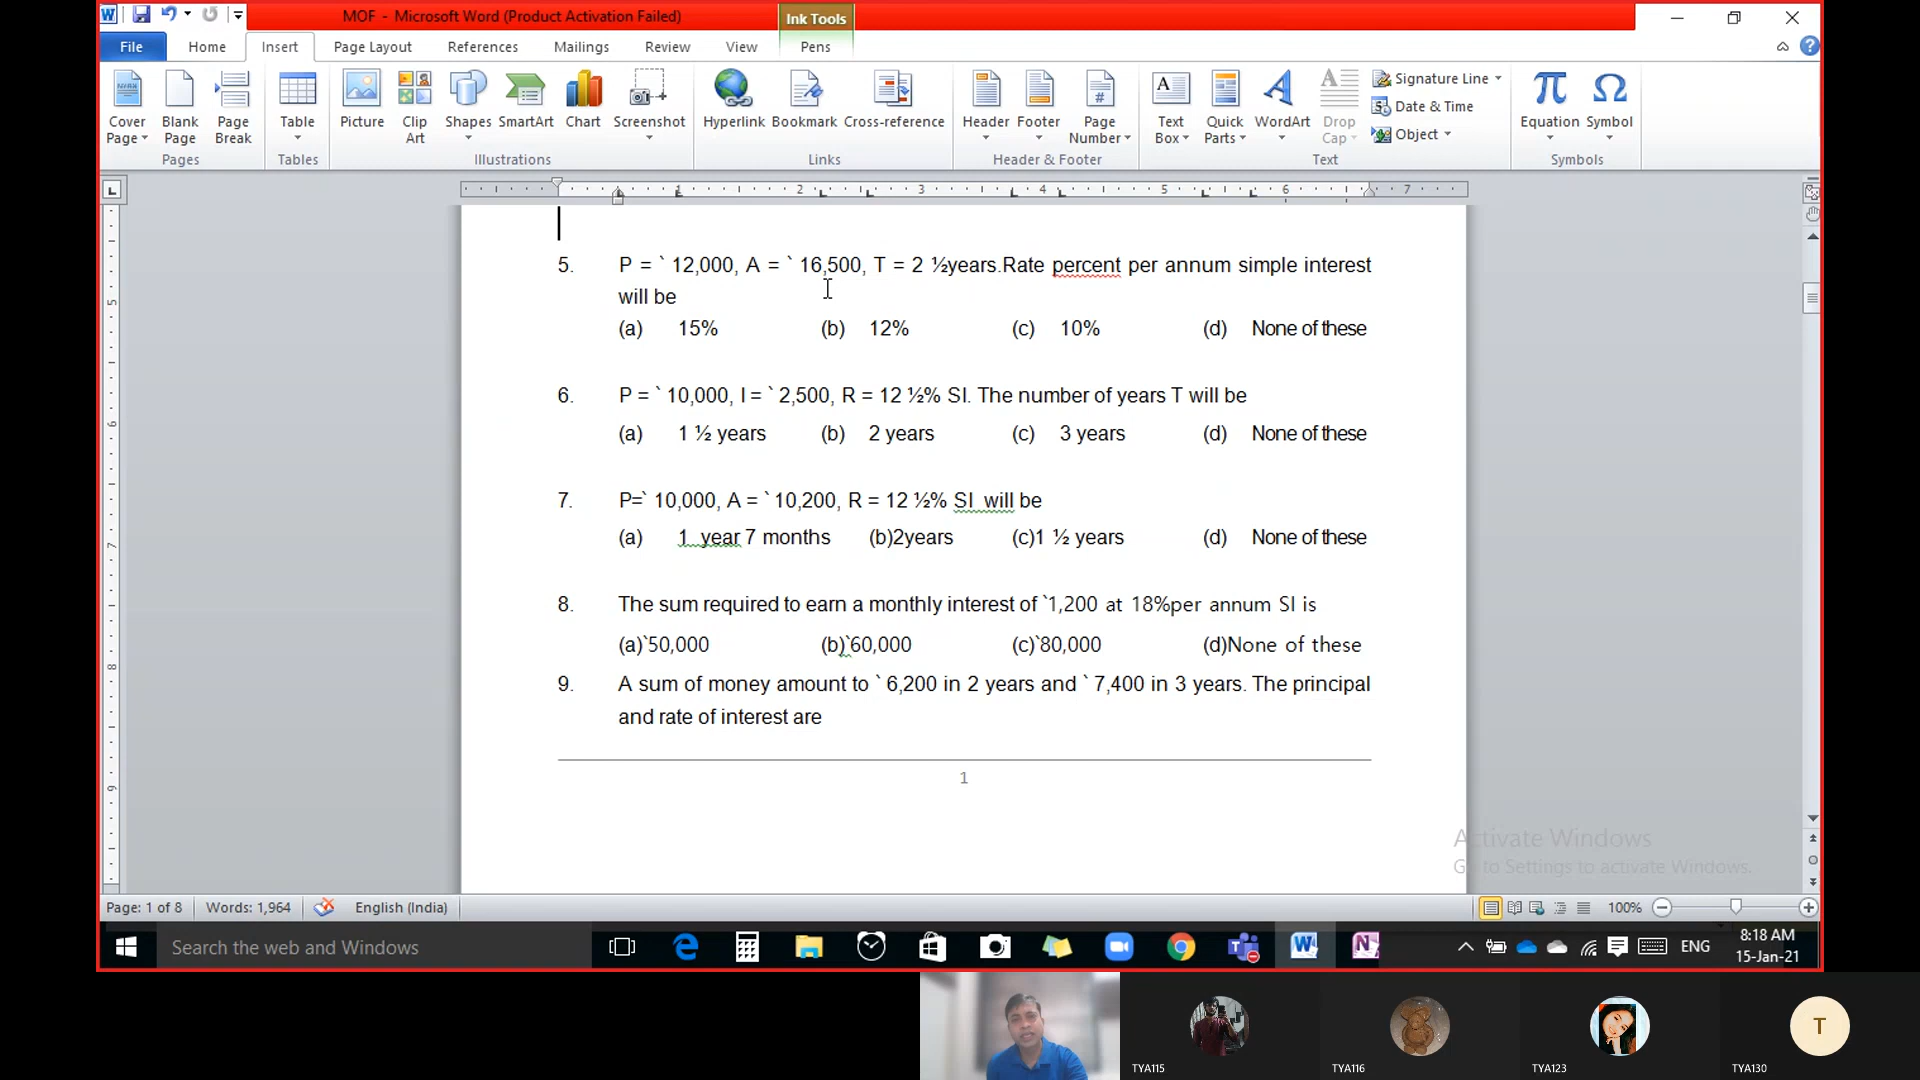 MOF - Microsoft Word (Product Activation Failed)
Ink Tools
File Home Insert Page Layout References Mailings Review View Pens
Cover Page Blank Page Page Break Table Picture Clip Art Shapes SmartArt Chart Screenshot Hyperlink Bookmark Cross-reference Header Footer Page Number Text Box Quick Parts WordArt Drop Cap Signature Line Date & Time Object Equation Symbol
Pages Tables Illustrations Links Header & Footer Text Symbols
1 2 3 4 5 6 7
5. P = ` 12,000, A = ` 16,500, T = 2 ½years.Rate percent per annum simple interest
will be
(a) 15% (b) 12% (c) 10% (d) None of these
6. P = ` 10,000, I = ` 2,500, R = 12 ½% SI. The number of years T will be
(a) 1 ½ years (b) 2 years (c) 3 years (d) None of these
7. P=` 10,000, A = ` 10,200, R = 12 ½% SI will be
(a) 1 year 7 months (b)2years (c)1 ½ years (d) None of these
8. The sum required to earn a monthly interest of `1,200 at 18%per annum SI is
(a)`50,000 (b)`60,000 (c)`80,000 (d)None of these
9. A sum of money amount to ` 6,200 in 2 years and ` 7,400 in 3 years. The principal
and rate of interest are
1
Activate Windows
Go to Settings to activate Windows.
Page: 1 of 8 Words: 1,964 English (India) 100%
Search the web and Windows
ENG 8:18 AM
15-Jan-21
T
TYA115 TYA116 TYA123 TYA130